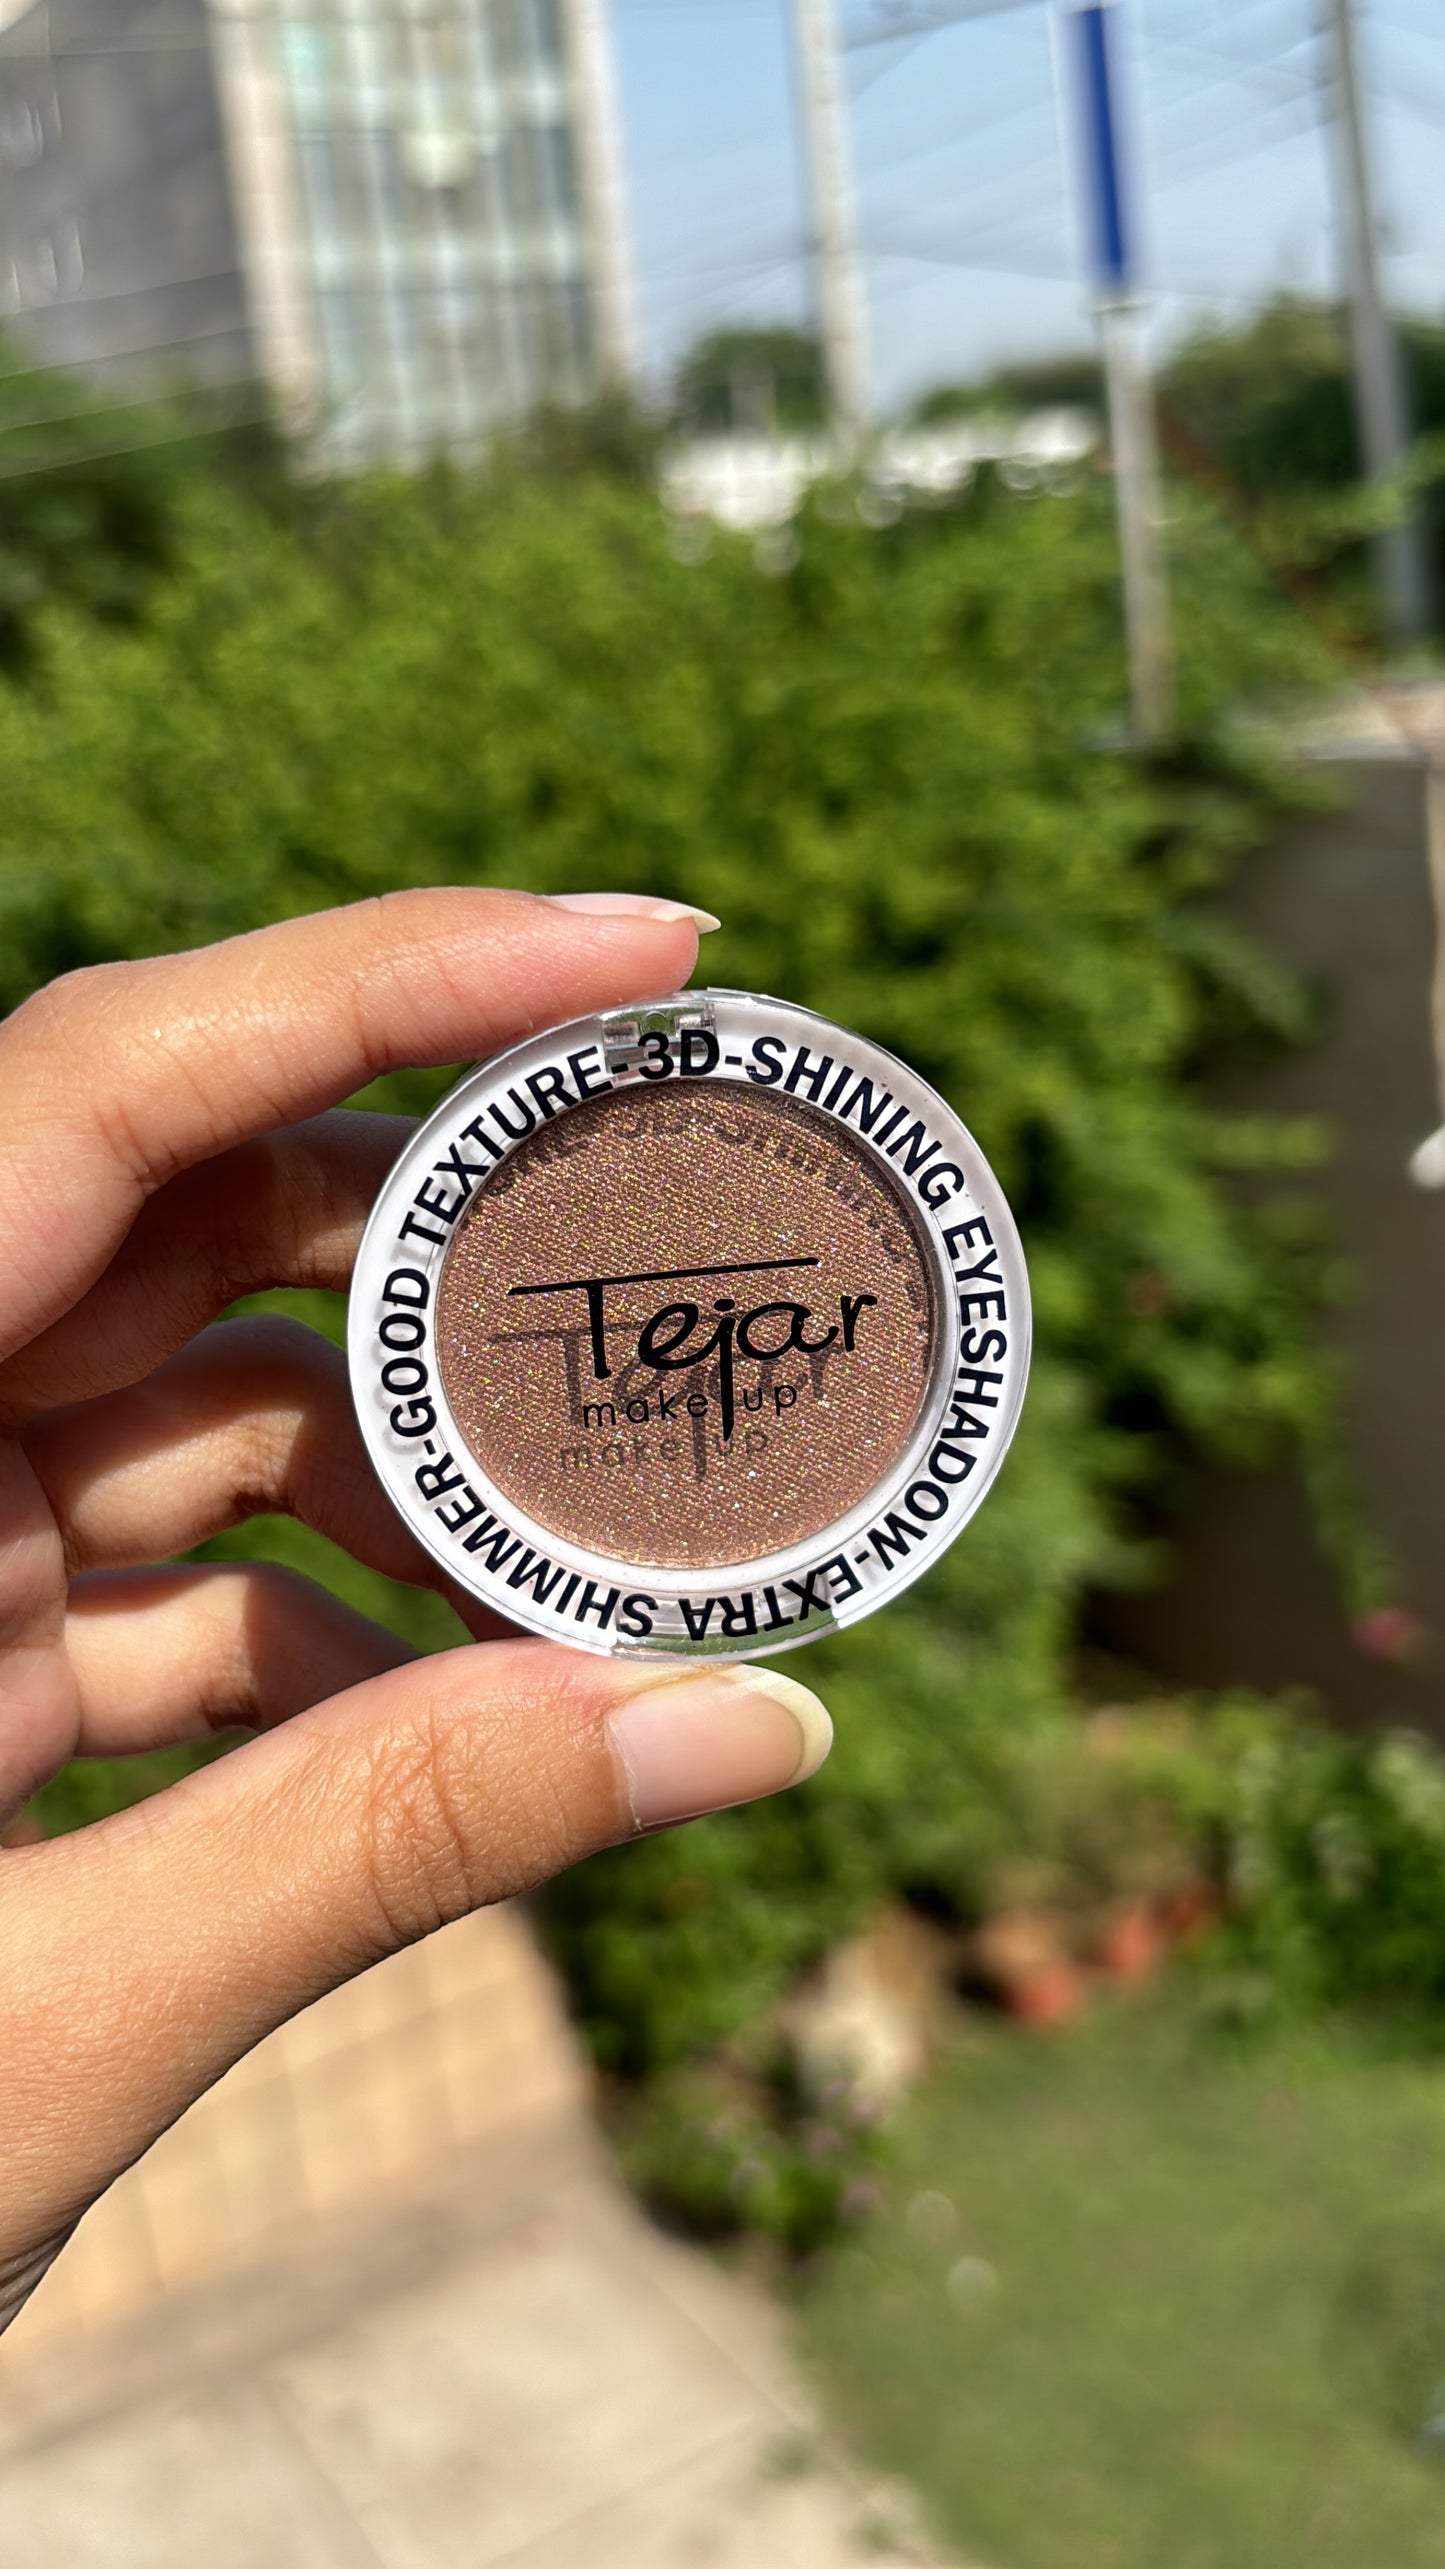 GOOD TEXTURE-3D-SHINING EYESHADOW-EXTRA SHIMMER-
Tejar
make up